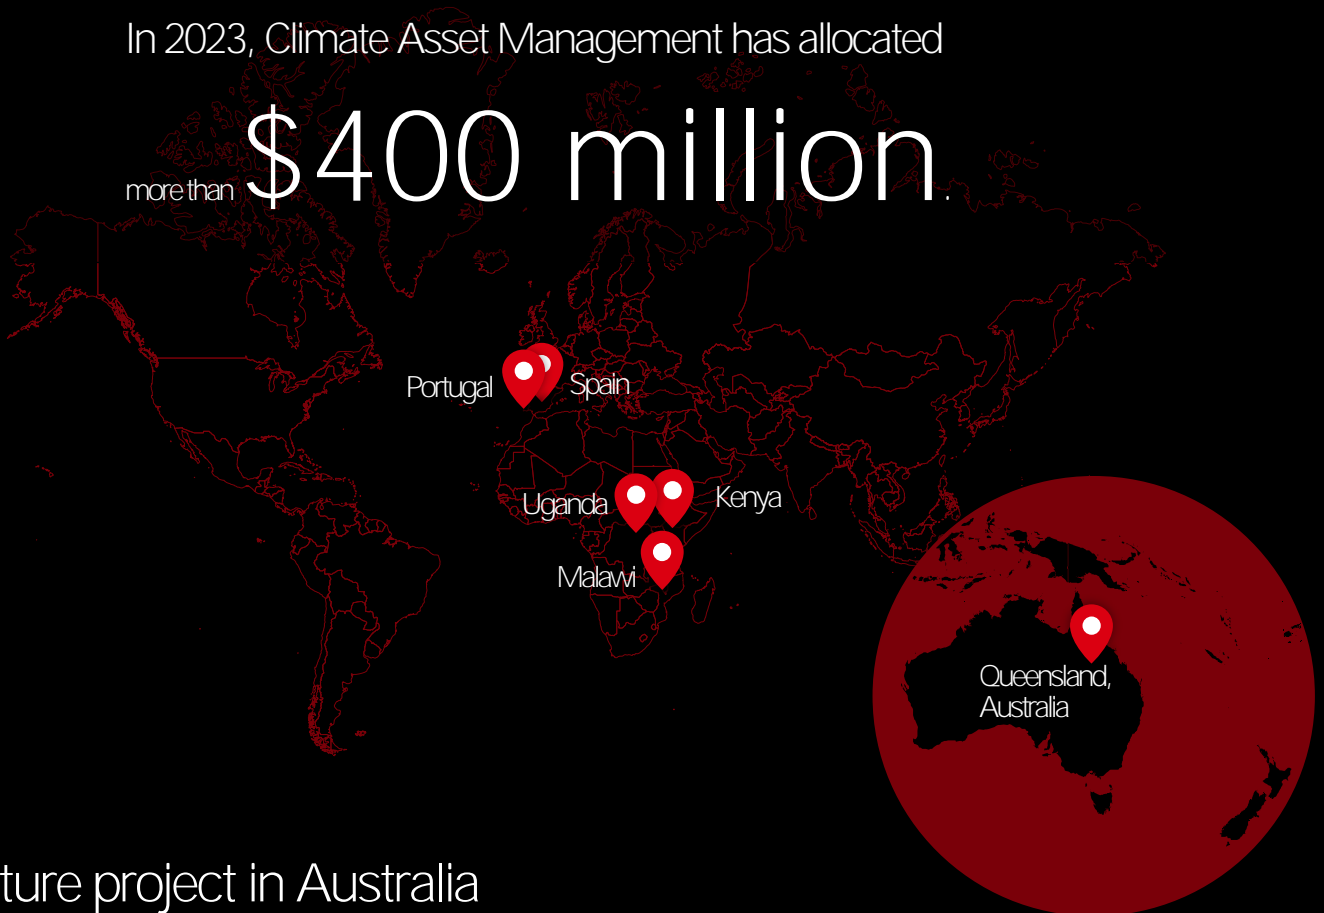 In 2023, Climate Asset Management has allocated
more than $400 million.
Portugal
Spain
Uganda
Kenya
Malawi
Queensland,
Australia
ture project in Australia